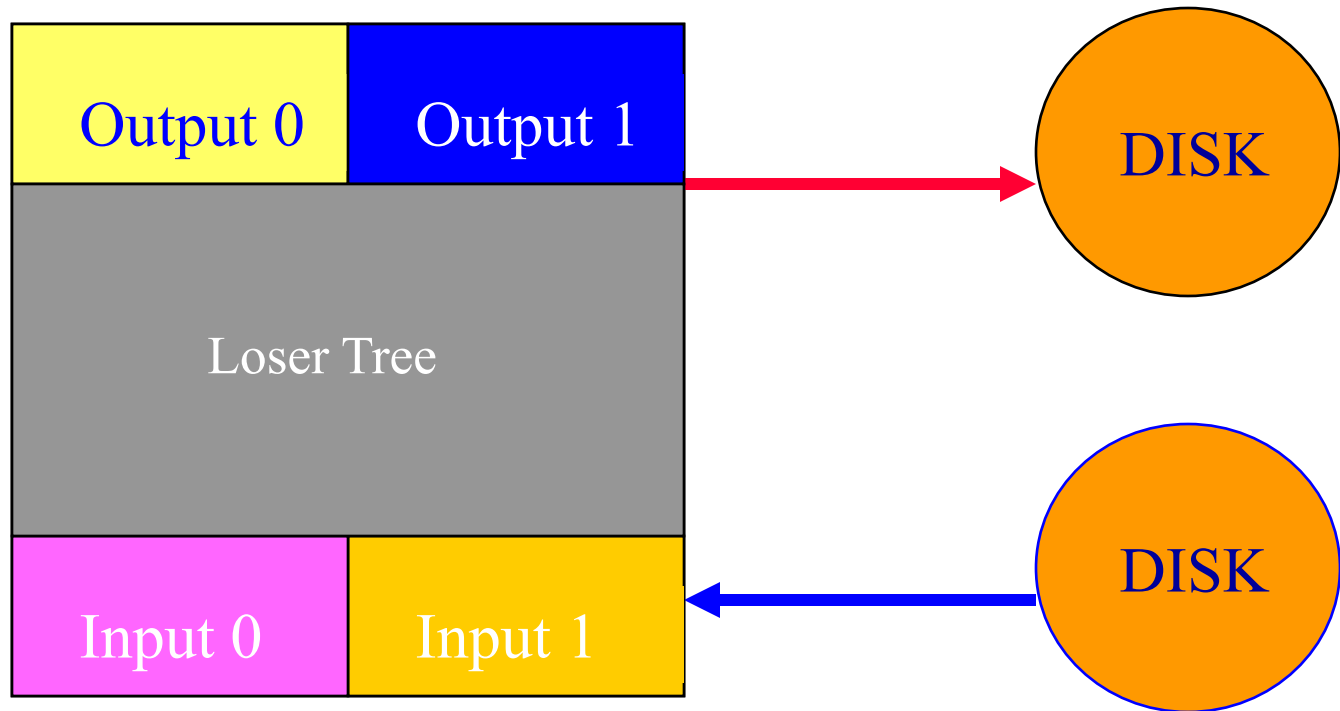 Output 0
Output 1
DISK
Loser Tree
DISK
Input 0
Input 1